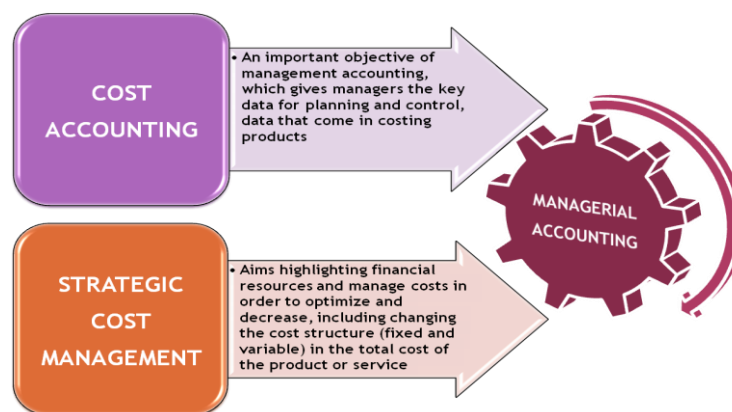 COST
ACCOUNTING
• An important objective of
management accounting,
which gives managers the key
data for planning and control,
data that come in costing
products
STRATEGIC
COST
MANAGEMENT
• Aims highlighting financial
resources and manage costs in
order to optimize and
decrease, including changing
the cost structure (fixed and
variable) in the total cost of
the product or service
MANAGERIAL
ACCOUNTING